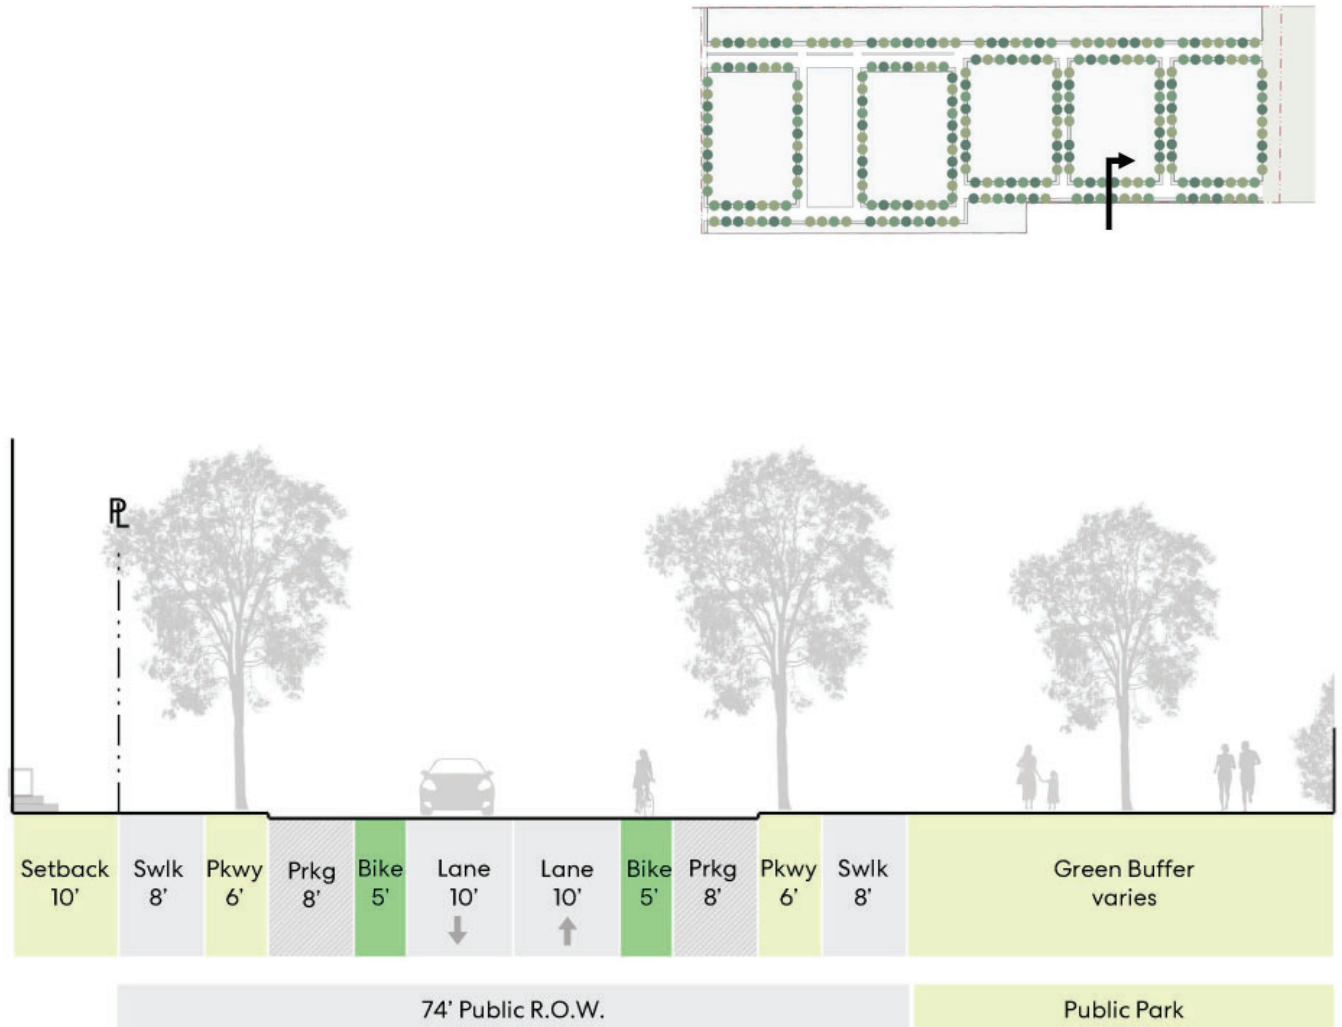 PL
Setback
10'
Swlk
8'
Pkwy
6'
Prkg
8'
Bike
5'
Lane
10'
Lane
10'
Bike
5'
Prkg
8'
Pkwy
6'
Swlk
8'
Green Buffer
varies
74' Public R.O.W.
Public Park